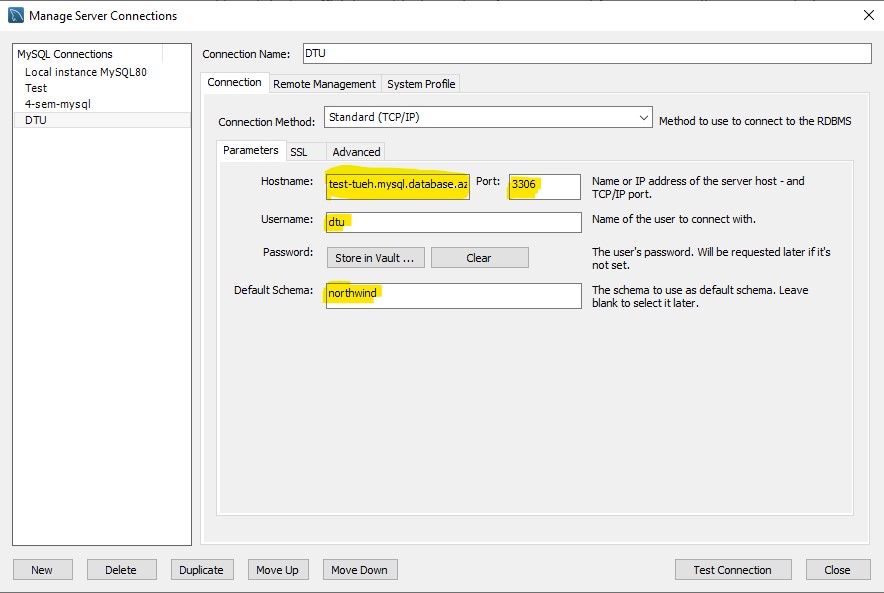 Manage Server Connections
MySQL Connections
Local instance MySQL80
Test
4-sem-mysql
DTU
Connection Name: DTU
Connection Remote Management System Profile
Connection Method: Standard (TCP/IP) Method to use to connect to the RDBMS
Parameters SSL Advanced
Hostname: test-tueh.mysql.database.az Port: 3306 Name or IP address of the server host - and
TCP/IP port.
Username: dtu Name of the user to connect with.
Password: Store in Vault ... Clear The user's password. Will be requested later if it's
not set.
Default Schema: northwind The schema to use as default schema. Leave
blank to select it later.
New Delete Duplicate Move Up Move Down Test Connection Close